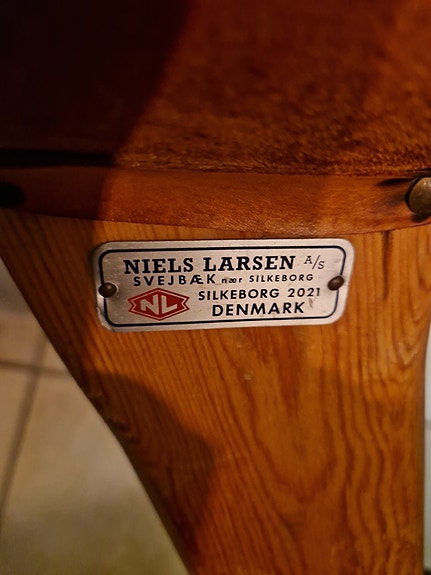 NIELS LARSEN A/S
SVEJBÆK nær SILKEBORG
NL SILKEBORG 2021
DENMARK